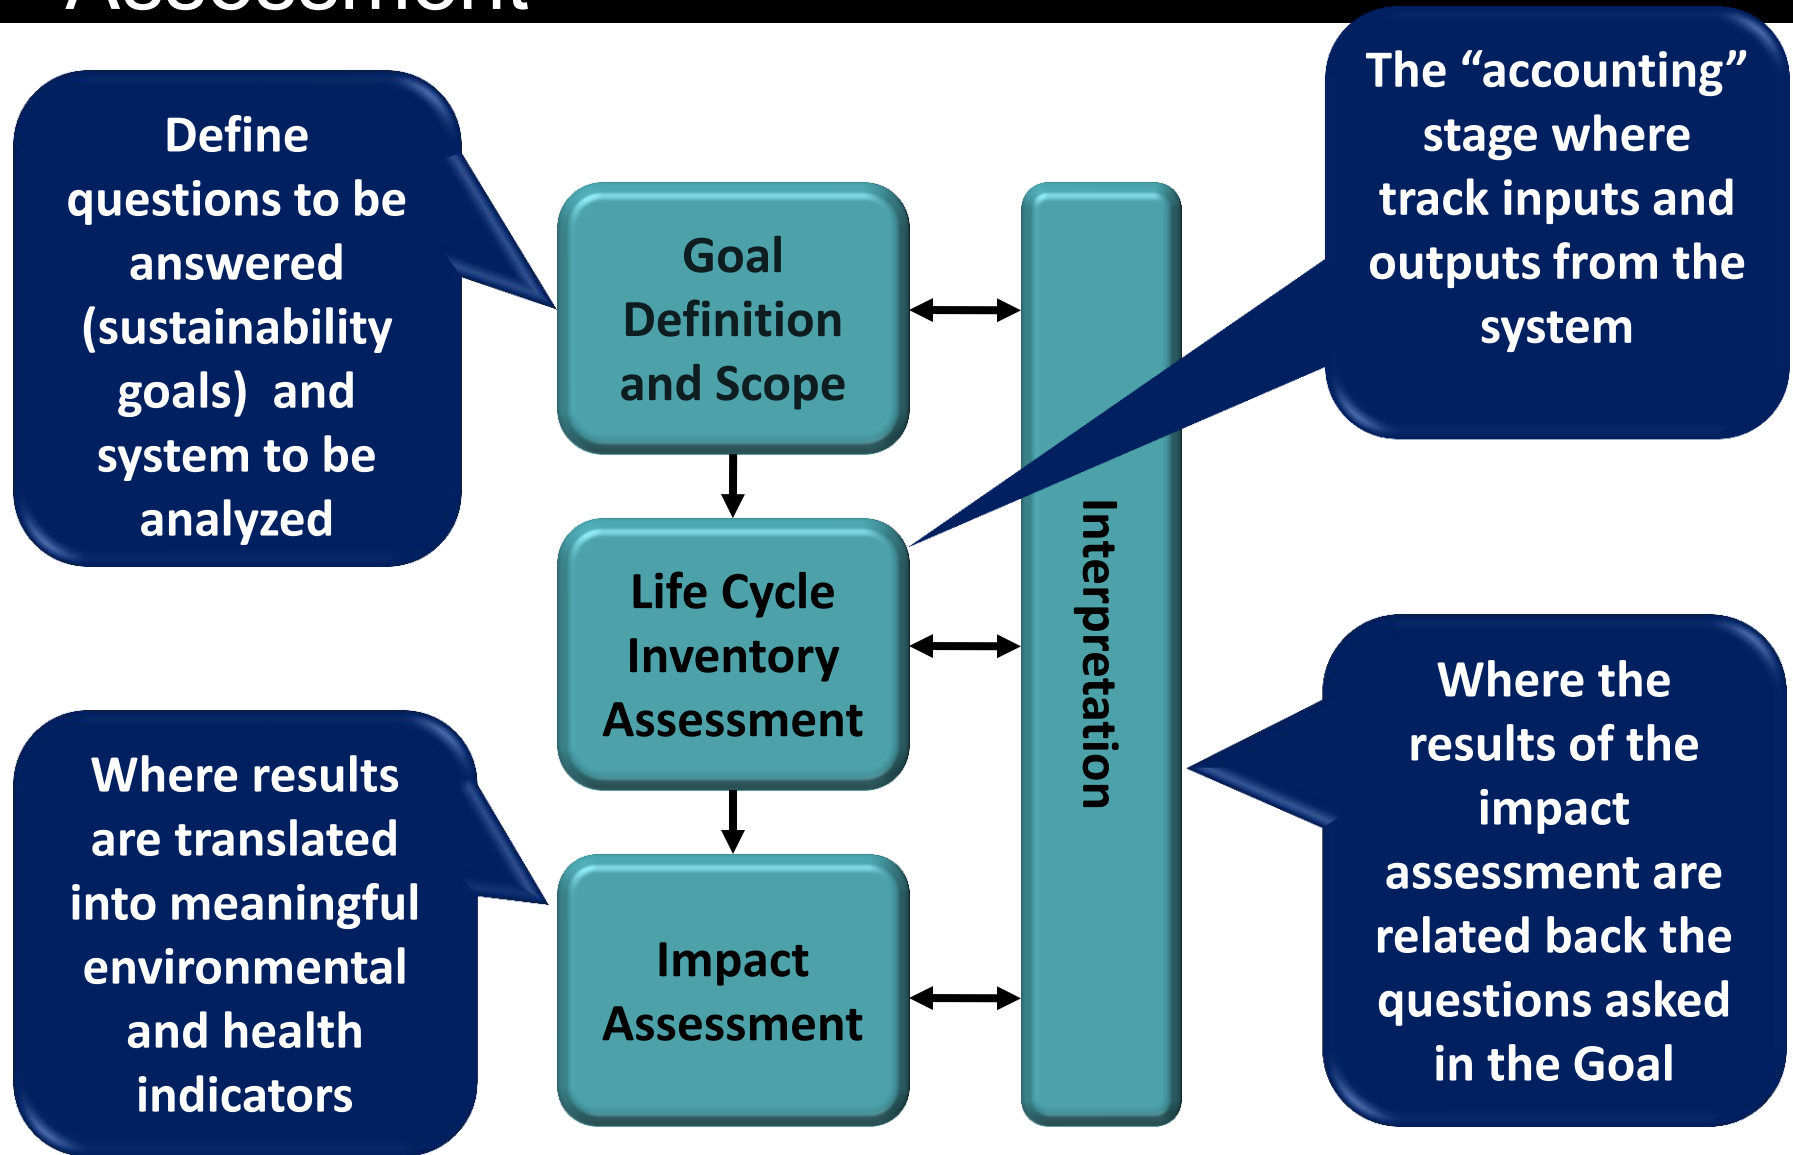 Assessment
Define
questions to be
answered
(sustainability
goals) and
system to be
analyzed
Goal
Definition
and Scope
The “accounting”
stage where
track inputs and
outputs from the
system
Life Cycle
Inventory
Assessment
Interpretation
Where results
are translated
into meaningful
environmental
and health
indicators
Impact
Assessment
Where the
results of the
impact
assessment are
related back the
questions asked
in the Goal